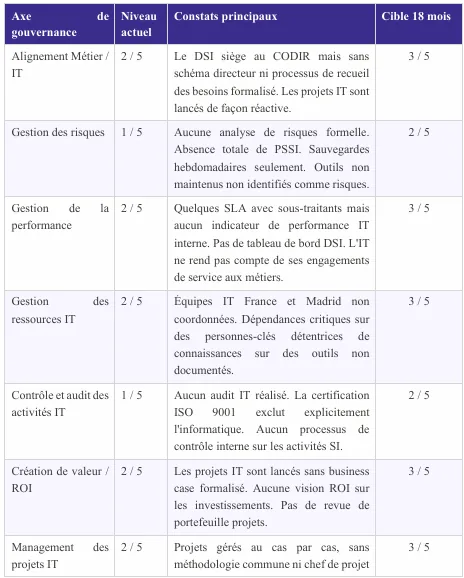 Axe de gouvernance | Niveau actuel | Constats principaux | Cible 18 mois
Alignement Métier / IT | 2 / 5 | Le DSI siège au CODIR mais sans | 3 / 5
schéma directeur ni processus de recueil
des besoins formalisé. Les projets IT sont
lancés de façon réactive.
Gestion des risques | 1 / 5 | Aucune analyse de risques formelle. | 2 / 5
Absence totale de PSSI. Sauvegardes
hebdomadaires seulement. Outils non
maintenus non identifiés comme risques.
Gestion de la performance | 2 / 5 | Quelques SLA avec sous-traitants mais | 3 / 5
aucun indicateur de performance IT
interne. Pas de tableau de bord DSI. L'IT
ne rend pas compte de ses engagements
de service aux métiers.
Gestion des ressources IT | 2 / 5 | Équipes IT France et Madrid non | 3 / 5
coordonnées. Dépendances critiques sur
des personnes-clés détentrices de
connaissances sur des outils non
documentés.
Contrôle et audit des activités IT | 1 / 5 | Aucun audit IT réalisé. La certification | 2 / 5
ISO 9001 exclut explicitement
l'informatique. Aucun processus de
contrôle interne sur les activités SI.
Création de valeur / ROI | 2 / 5 | Les projets IT sont lancés sans business | 3 / 5
case formalisé. Aucune vision ROI sur
les investissements. Pas de revue de
portefeuille projets.
Management des projets IT | 2 / 5 | Projets gérés au cas par cas, sans | 3 / 5
méthodologie commune ni chef de projet